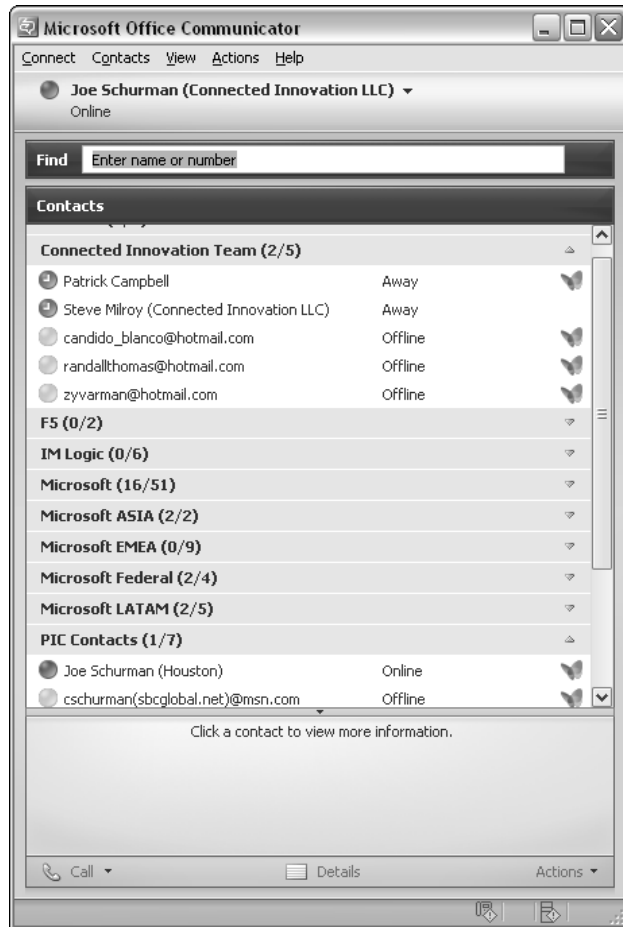 Microsoft Office Communicator
Connect Contacts View Actions Help
Joe Schurman (Connected Innovation LLC)
Online
Find Enter name or number
Contacts
Connected Innovation Team (2/5)
Patrick Campbell Away
Steve Milroy (Connected Innovation LLC) Away
candido_blanco@hotmail.com Offline
randallthomas@hotmail.com Offline
zyvarman@hotmail.com Offline
F5 (0/2)
IM Logic (0/6)
Microsoft (16/51)
Microsoft ASIA (2/2)
Microsoft EMEA (0/9)
Microsoft Federal (2/4)
Microsoft LATAM (2/5)
PIC Contacts (1/7)
Joe Schurman (Houston) Online
cschurman(sbcglobal.net)@msn.com Offline
Click a contact to view more information.
Call Details Actions